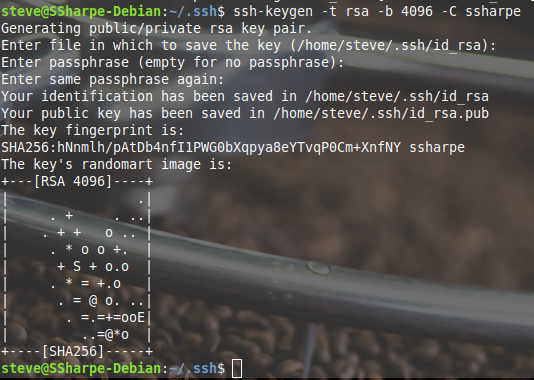 steve@SSharpe-Debian:~/.ssh$ ssh-keygen -t rsa -b 4096 -C ssharpe
Generating public/private rsa key pair.
Enter file in which to save the key (/home/steve/.ssh/id_rsa):
Enter passphrase (empty for no passphrase):
Enter same passphrase again:
Your identification has been saved in /home/steve/.ssh/id_rsa
Your public key has been saved in /home/steve/.ssh/id_rsa.pub
The key fingerprint is:
SHA256:hNnmlh/pAtDb4nfI1PWG0bXqpya8eYTvqP0Cm+XnfNY ssharpe
The key's randomart image is:
+---[RSA 4096]----+
|                .|
|      . +     . ..|
|     . + +   o .. |
|      . * o o +.  |
|       + S + o.o  |
|      . * = +.o   |
|       . = @ o. ..|
|        . =.=+=ooE|
|          ..=@*o  |
+----[SHA256]-----+
steve@SSharpe-Debian:~/.ssh$